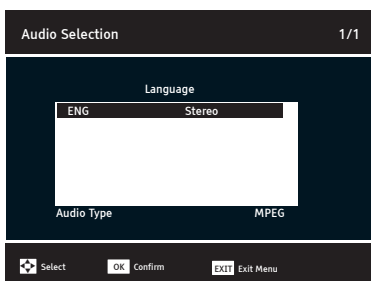 Audio Selection 1/1
Language
ENG Stereo
Audio Type MPEG
Select OK Confirm EXIT Exit Menu